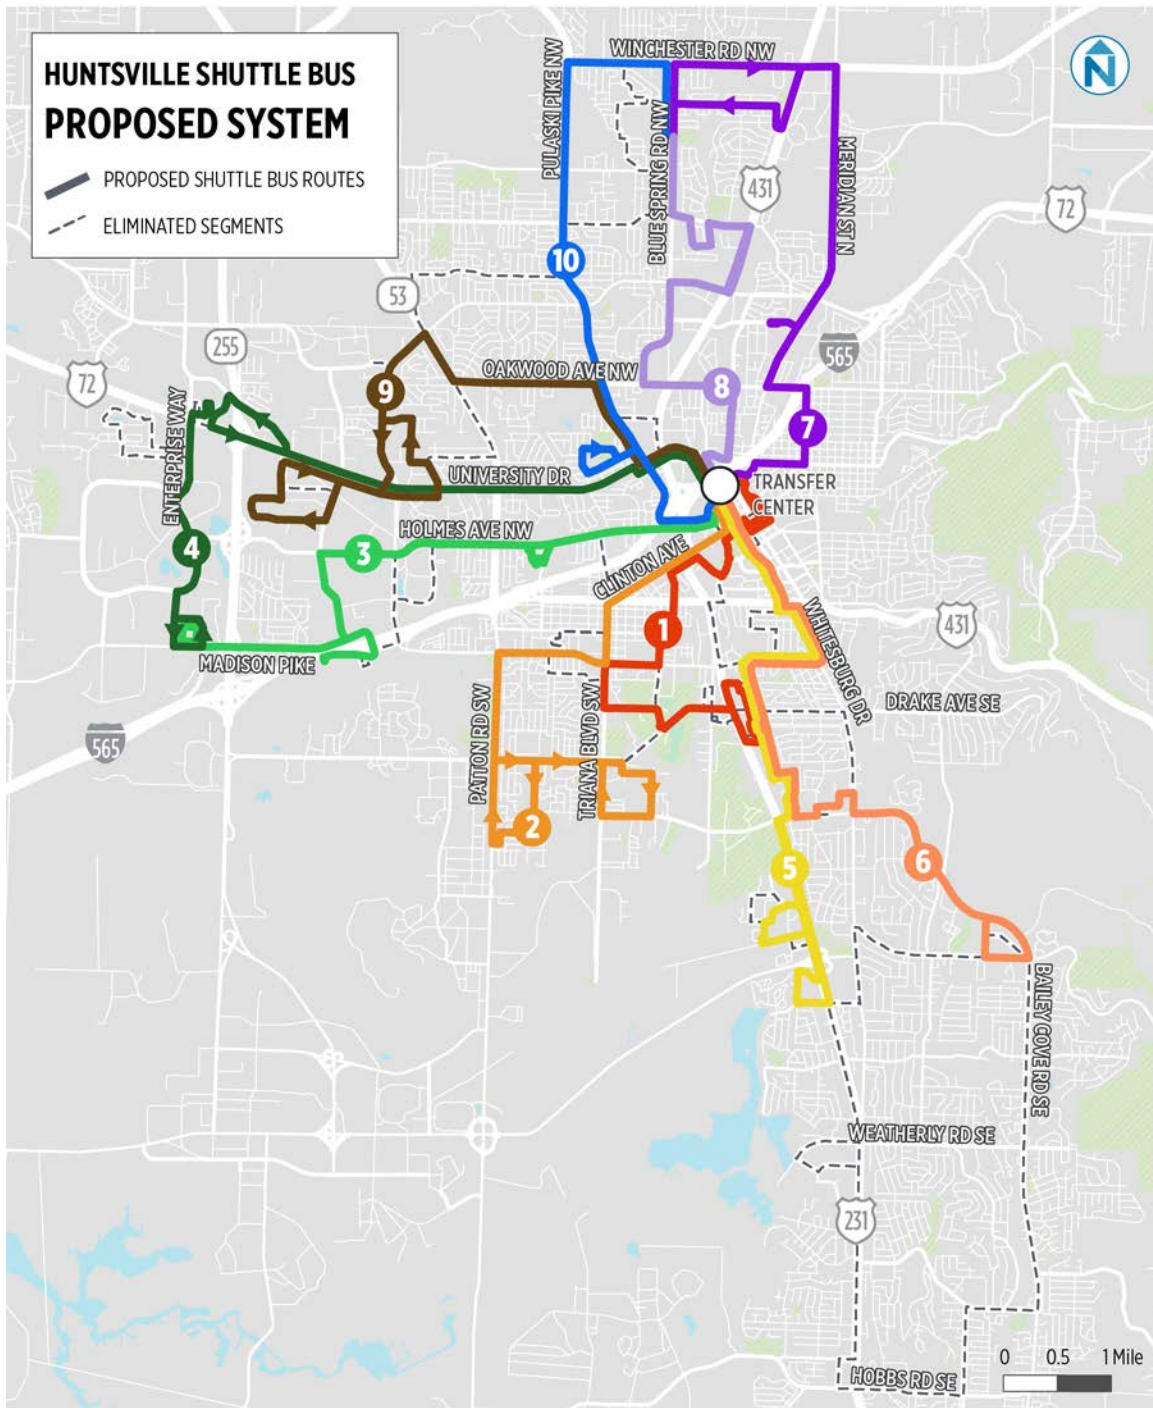 HUNTSVILLE SHUTTLE BUS
PROPOSED SYSTEM
PROPOSED SHUTTLE BUS ROUTES
ELIMINATED SEGMENTS
N
WINCHESTER RD NW
PULASKI PIKE NW
BLUE SPRING RD NW
MERIDIAN ST N
431
72
10
53
565
255
72
OAKWOOD AVE NW
9
8
7
ENTERPRISE WAY
UNIVERSITY DR
TRANSFER
CENTER
HOLMES AVE NW
4
3
CLINTON AVE
1
WHITESBURG DR
431
MADISON PIKE
DRAKE AVE SE
565
PATTON RD SW
TRIANA BLVD SW
2
5
6
BAILEY COVE RD SE
WEATHERLY RD SE
231
HOBBS RD SE
0 0.5 1 Mile